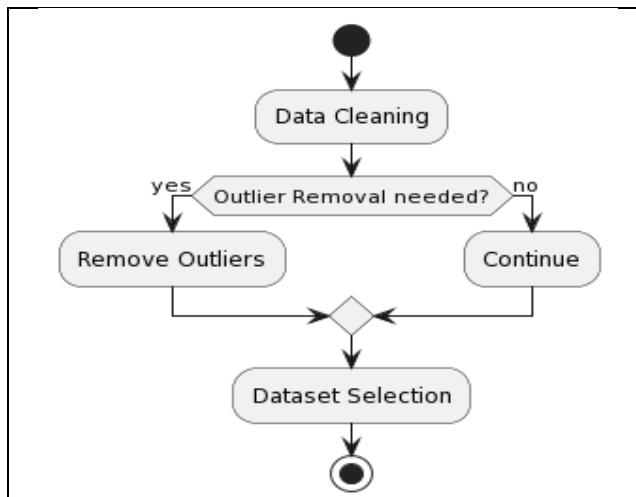 Data Cleaning
yes
Outlier Removal needed?
no
Remove Outliers
Continue
Dataset Selection